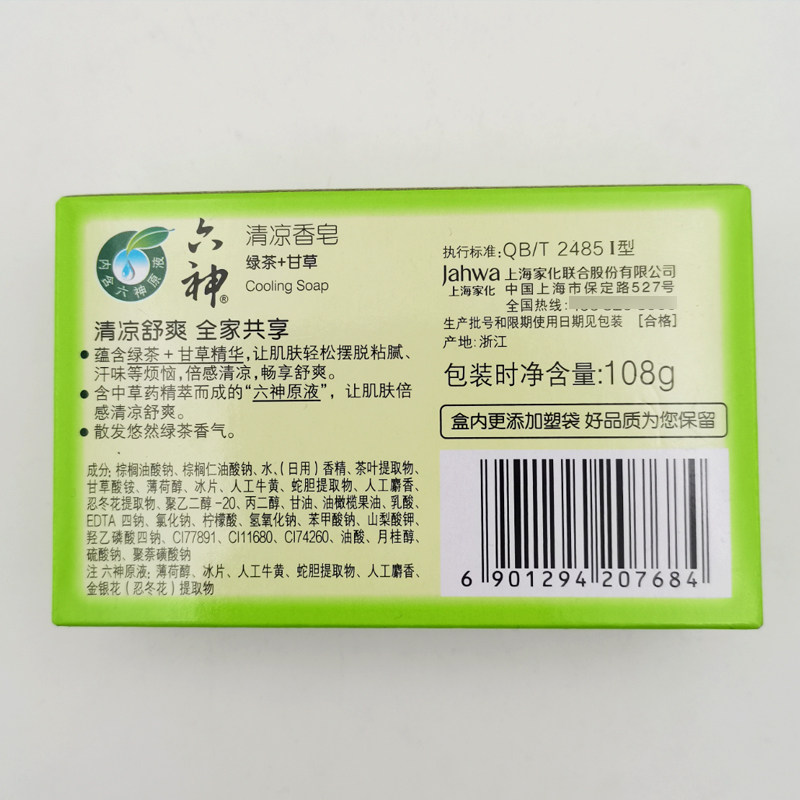 内含六神原液
六神®
清凉香皂
绿茶+甘草
Cooling Soap
清凉舒爽 全家共享
● 蕴含绿茶+甘草精华,让肌肤轻松摆脱粘腻、
汗味等烦恼,倍感清凉,畅享舒爽。
● 含中草药精萃而成的“六神原液”,让肌肤倍
感清凉舒爽。
● 散发悠然绿茶香气。
成分: 棕榈油酸钠、棕榈仁油酸钠、水、(日用)香精、茶叶提取物、
甘草酸铵、薄荷醇、冰片、人工牛黄、蛇胆提取物、人工麝香、
忍冬花提取物、聚乙二醇-20、丙二醇、甘油、油橄榄果油、乳酸、
EDTA 四钠、氯化钠、柠檬酸、氢氧化钠、苯甲酸钠、山梨酸钾、
羟乙磷酸四钠、CI77891、CI11680、CI74260、油酸、月桂醇、
硫酸钠、聚萘磺酸钠
注 六神原液: 薄荷醇、冰片、人工牛黄、蛇胆提取物、人工麝香、
金银花(忍冬花)提取物
执行标准: QB/T 2485 I型
Jahwa 上海家化联合股份有限公司
上海家化 中国上海市保定路527号
全国热线:
生产批号和限期使用日期见包装 [合格]
产地: 浙江
包装时净含量:108g
盒内更添加塑袋 好品质为您保留
6 901294 207684